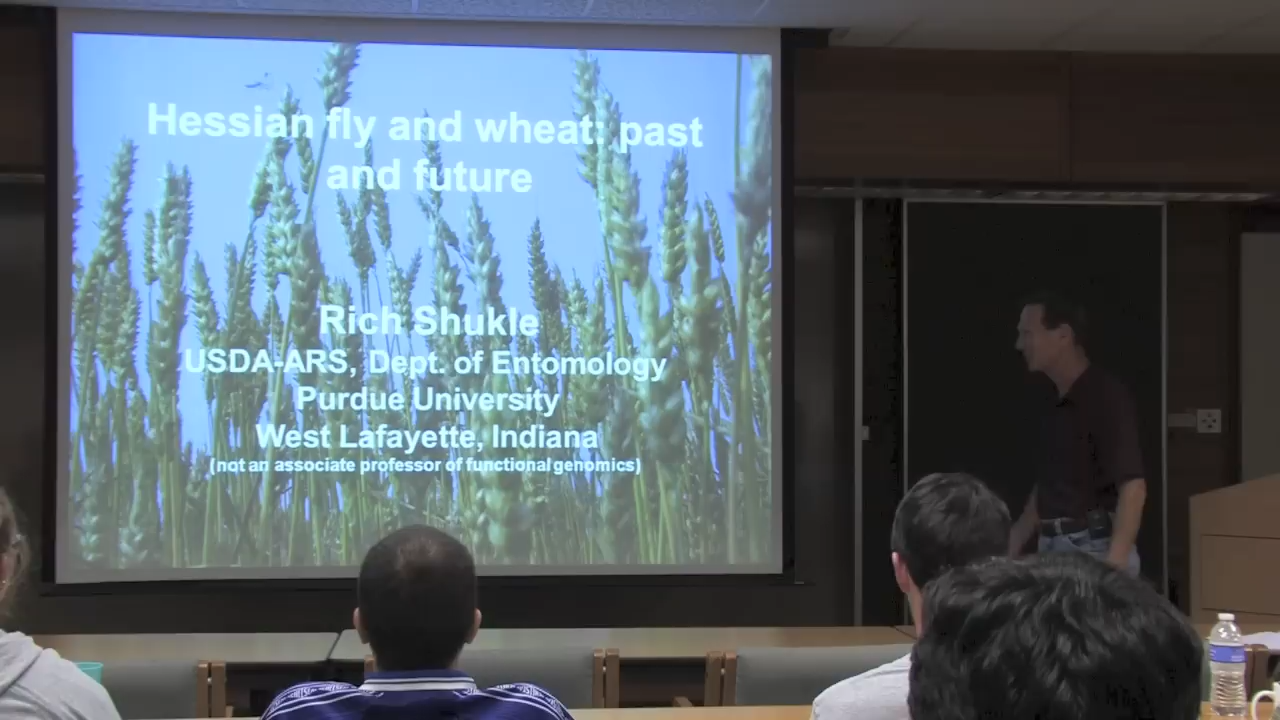 Hessian fly and wheat: past
and future
Rich Shukle
USDA-ARS, Dept. of Entomology
Purdue University
West Lafayette, Indiana
(not an associate professor of functional genomics)